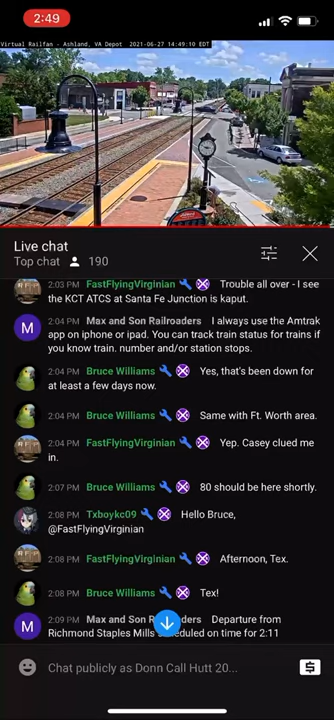 2:49
Virtual Railfan - Ashland, VA Depot 2021-06-27 14:49:10 EDT
Live chat
Top chat 190
2:03 PM FastFlyingVirginian Trouble all over - I see
the KCT ATCS at Santa Fe Junction is kaput.
M 2:04 PM Max and Son Railroaders I always use the Amtrak
app on iphone or ipad. You can track train status for trains if
you know train. number and/or station stops.
2:04 PM Bruce Williams Yes, that's been down for
at least a few days now.
2:04 PM Bruce Williams Same with Ft. Worth area.
2:04 PM FastFlyingVirginian Yep. Casey clued me
in.
2:07 PM Bruce Williams 80 should be here shortly.
2:08 PM Txboykc09 Hello Bruce,
@FastFlyingVirginian
2:08 PM FastFlyingVirginian Afternoon, Tex.
2:08 PM Bruce Williams Tex!
M 2:09 PM Max and Son Railroaders Departure from
Richmond Staples Mills scheduled on time for 2:11
Chat publicly as Donn Call Hutt 20...